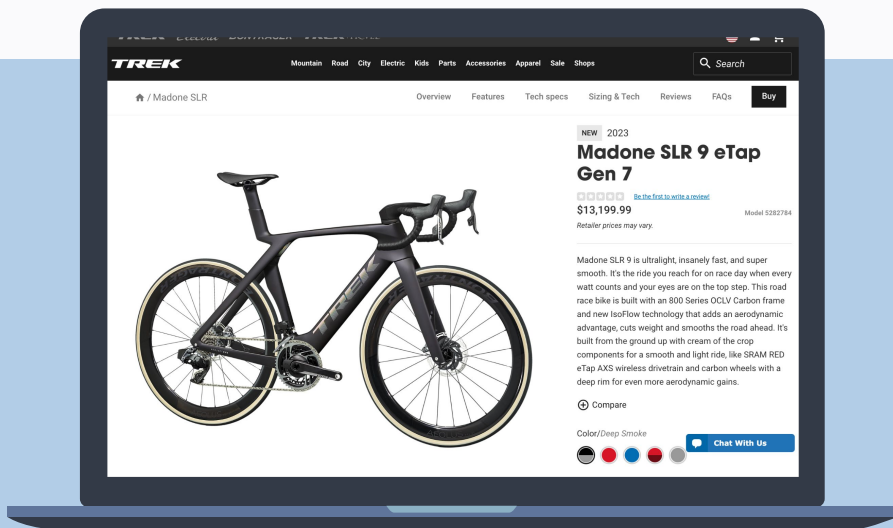 TREK
BONTRAGER
TREK
TREK
Mountain Road City Electric Kids Parts Accessories Apparel Sale Shops
Search
/ Madone SLR
Overview Features Tech specs Sizing & Tech Reviews FAQs Buy
NEW 2023
Madone SLR 9 eTap
Gen 7
Be the first to write a review!
$13,199.99
Model 5282784
Retailer prices may vary.
Madone SLR 9 is ultralight, insanely fast, and super
smooth. It's the ride you reach for on race day when every
watt counts and your eyes are on the top step. This road
race bike is built with an 800 Series OCLV Carbon frame
and new IsoFlow technology that adds an aerodynamic
advantage, cuts weight and smooths the road ahead. It's
built from the ground up with cream of the crop
components for a smooth and light ride, like SRAM RED
eTap AXS wireless drivetrain and carbon wheels with a
deep rim for even more aerodynamic gains.
Compare
Color/Deep Smoke
Chat With Us
TREK